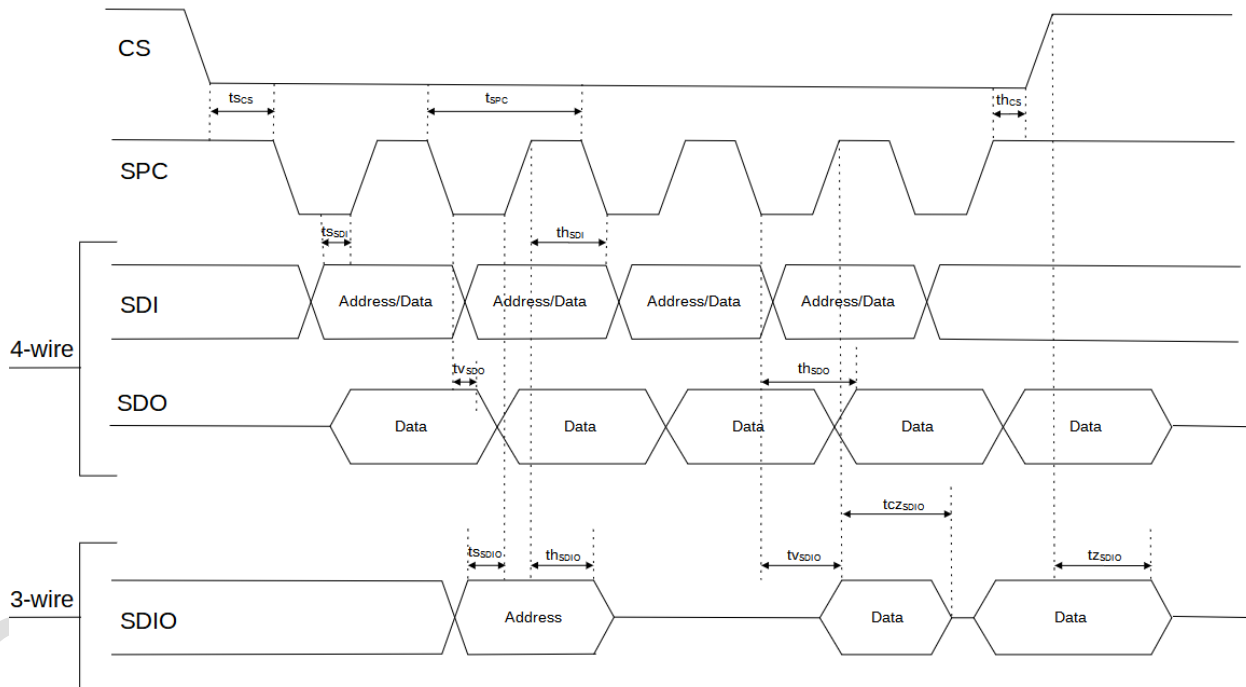 CS
tsCS
tSPC
thCS
SPC
tsSDI
thSDI
SDI
Address/Data
Address/Data
Address/Data
Address/Data
4-wire
tvSDO
thSDO
SDO
Data
Data
Data
Data
Data
tczSDIO
tsSDIO
thSDIO
tvSDIO
tzSDIO
3-wire
SDIO
Address
Data
Data